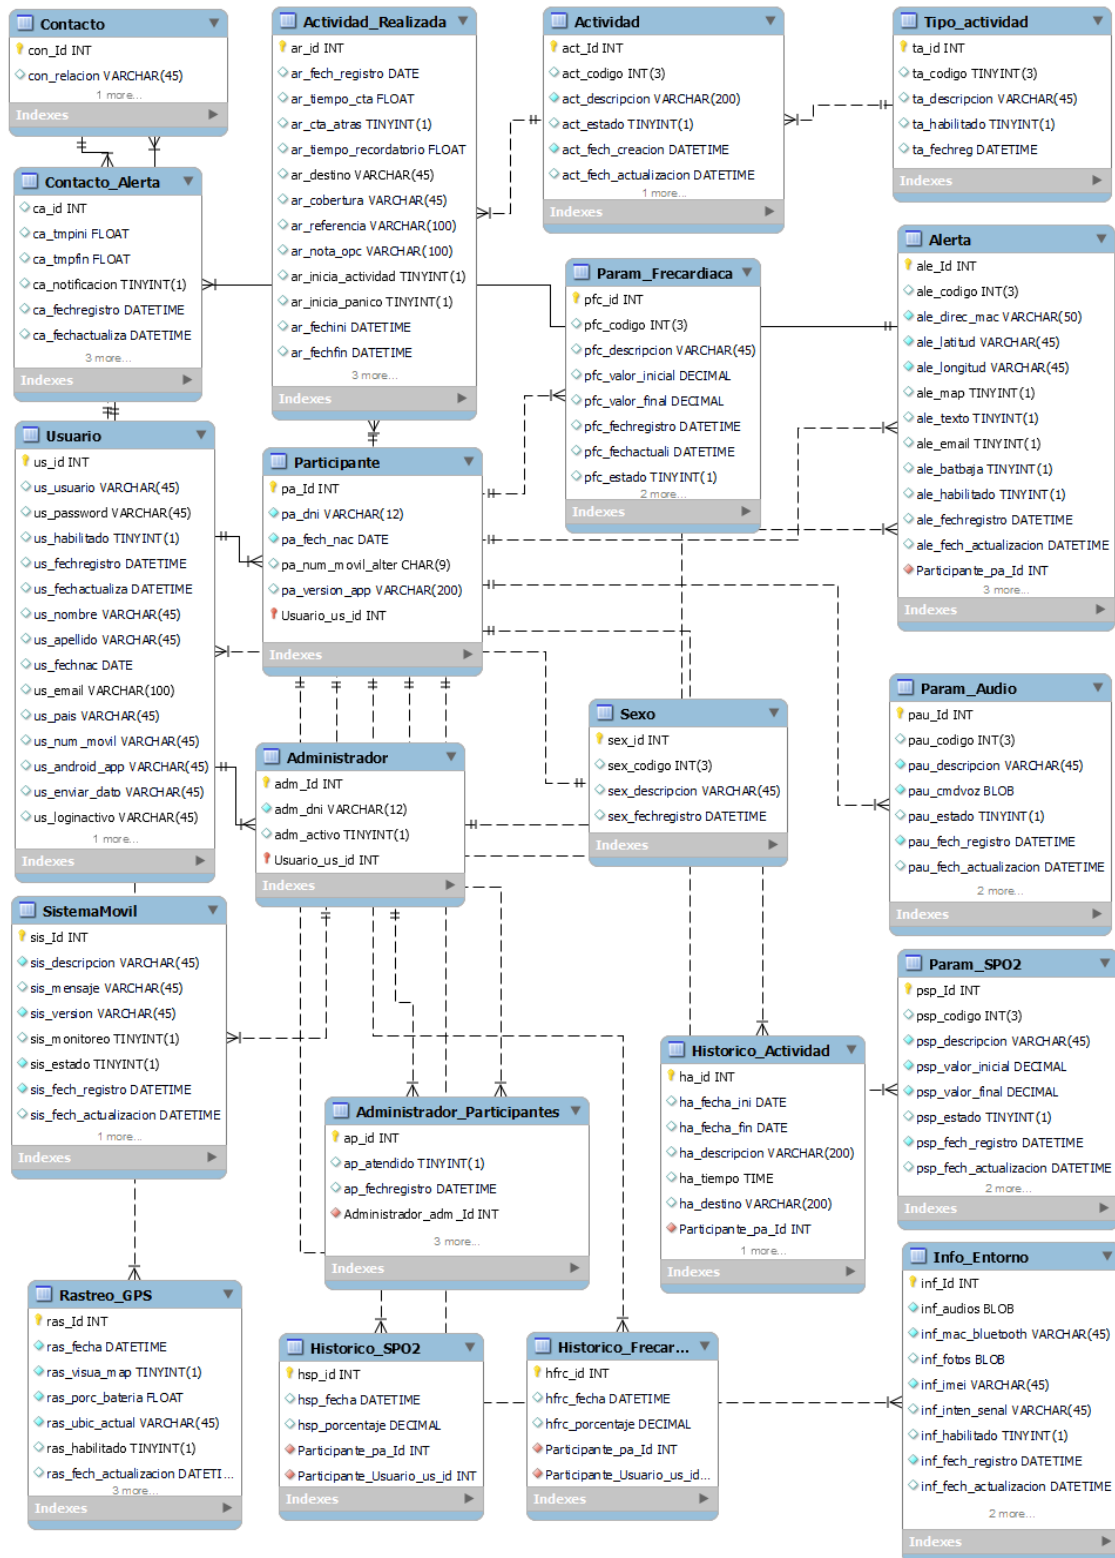 Contacto
con_Id INT
con_relacion VARCHAR(45)
1 more...
Indexes
Actividad_Realizada
ar_id INT
ar_fech_registro DATE
ar_tiempo_cta FLOAT
ar_cta_atras TINYINT(1)
ar_tiempo_recordatorio FLOAT
ar_destino VARCHAR(45)
ar_cobertura VARCHAR(45)
ar_referencia VARCHAR(100)
ar_nota_opc VARCHAR(100)
ar_inicia_actividad TINYINT(1)
ar_inicia_panico TINYINT(1)
ar_fechini DATETIME
ar_fechfin DATETIME
3 more...
Indexes
Actividad
act_Id INT
act_codigo INT(3)
act_descripcion VARCHAR(200)
act_estado TINYINT(1)
act_fech_creacion DATETIME
act_fech_actualizacion DATETIME
1 more...
Indexes
Tipo_actividad
ta_id INT
ta_codigo TINYINT(3)
ta_descripcion VARCHAR(45)
ta_habilitado TINYINT(1)
ta_fechreg DATETIME
Indexes
Contacto_Alerta
ca_id INT
ca_tmpini FLOAT
ca_tmpfin FLOAT
ca_notificacion TINYINT(1)
ca_fechregistro DATETIME
ca_fechactualiza DATETIME
3 more...
Indexes
Param_Frecardiaca
pfc_id INT
pfc_codigo INT(3)
pfc_descripcion VARCHAR(45)
pfc_valor_inicial DECIMAL
pfc_valor_final DECIMAL
pfc_fechregistro DATETIME
pfc_fechactuali DATETIME
pfc_estado TINYINT(1)
2 more...
Indexes
Alerta
ale_Id INT
ale_codigo INT(3)
ale_direc_mac VARCHAR(50)
ale_latitud VARCHAR(45)
ale_longitud VARCHAR(45)
ale_map TINYINT(1)
ale_texto TINYINT(1)
ale_email TINYINT(1)
ale_batbaja TINYINT(1)
ale_habilitado TINYINT(1)
ale_fechregistro DATETIME
ale_fech_actualizacion DATETIME
Participante_pa_Id INT
3 more...
Indexes
Usuario
us_id INT
us_usuario VARCHAR(45)
us_password VARCHAR(45)
us_habilitado TINYINT(1)
us_fechregistro DATETIME
us_fechactualiza DATETIME
us_nombre VARCHAR(45)
us_apellido VARCHAR(45)
us_fechnac DATE
us_email VARCHAR(100)
us_pais VARCHAR(45)
us_num_movil VARCHAR(45)
us_android_app VARCHAR(45)
us_enviar_dato VARCHAR(45)
us_loginactivo VARCHAR(45)
1 more...
Indexes
Participante
pa_Id INT
pa_dni VARCHAR(12)
pa_fech_nac DATE
pa_num_movil_alter CHAR(9)
pa_version_app VARCHAR(200)
Usuario_us_id INT
Indexes
Sexo
sex_id INT
sex_codigo INT(3)
sex_descripcion VARCHAR(45)
sex_fechregistro DATETIME
Indexes
Param_Audio
pau_Id INT
pau_codigo INT(3)
pau_descripcion VARCHAR(45)
pau_cmdvoz BLOB
pau_estado TINYINT(1)
pau_fech_registro DATETIME
pau_fech_actualizacion DATETIME
2 more...
Indexes
Administrador
adm_Id INT
adm_dni VARCHAR(12)
adm_activo TINYINT(1)
Usuario_us_id INT
Indexes
SistemaMovil
sis_Id INT
sis_descripcion VARCHAR(45)
sis_mensaje VARCHAR(45)
sis_version VARCHAR(45)
sis_monitoreo TINYINT(1)
sis_estado TINYINT(1)
sis_fech_registro DATETIME
sis_fech_actualizacion DATETIME
1 more...
Indexes
Param_SPO2
psp_Id INT
psp_codigo INT(3)
psp_descripcion VARCHAR(45)
psp_valor_inicial DECIMAL
psp_valor_final DECIMAL
psp_estado TINYINT(1)
psp_fech_registro DATETIME
psp_fech_actualizacion DATETIME
2 more...
Indexes
Historico_Actividad
ha_id INT
ha_fecha_ini DATE
ha_fecha_fin DATE
ha_descripcion VARCHAR(200)
ha_tiempo TIME
ha_destino VARCHAR(200)
Participante_pa_Id INT
1 more...
Indexes
Administrador_Participantes
ap_id INT
ap_atendido TINYINT(1)
ap_fechregistro DATETIME
Administrador_adm_Id INT
3 more...
Indexes
Info_Entorno
inf_Id INT
inf_audios BLOB
inf_mac_bluetooth VARCHAR(45)
inf_fotos BLOB
inf_imei VARCHAR(45)
inf_inten_senal VARCHAR(45)
inf_habilitado TINYINT(1)
inf_fech_registro DATETIME
inf_fech_actualizacion DATETIME
2 more...
Indexes
Rastreo_GPS
ras_Id INT
ras_fecha DATETIME
ras_visua_map TINYINT(1)
ras_porc_bateria FLOAT
ras_ubic_actual VARCHAR(45)
ras_habilitado TINYINT(1)
ras_fech_actualizacion DATETI...
3 more...
Indexes
Historico_SPO2
hsp_id INT
hsp_fecha DATETIME
hsp_porcentaje DECIMAL
Participante_pa_Id INT
Participante_Usuario_us_id INT
Indexes
Historico_Frecar...
hfrc_id INT
hfrc_fecha DATETIME
hfrc_porcentaje DECIMAL
Participante_pa_Id INT
Participante_Usuario_us_id...
Indexes